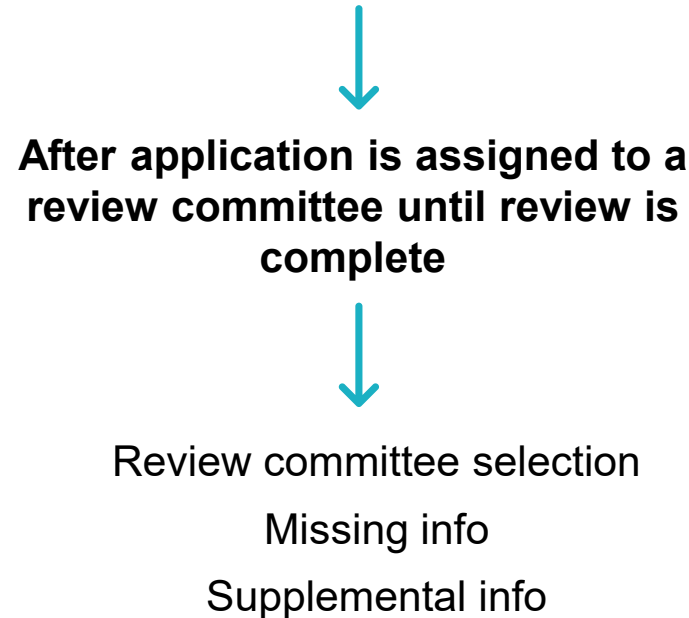 After application is assigned to a
review committee until review is
complete
Review committee selection
Missing info
Supplemental info